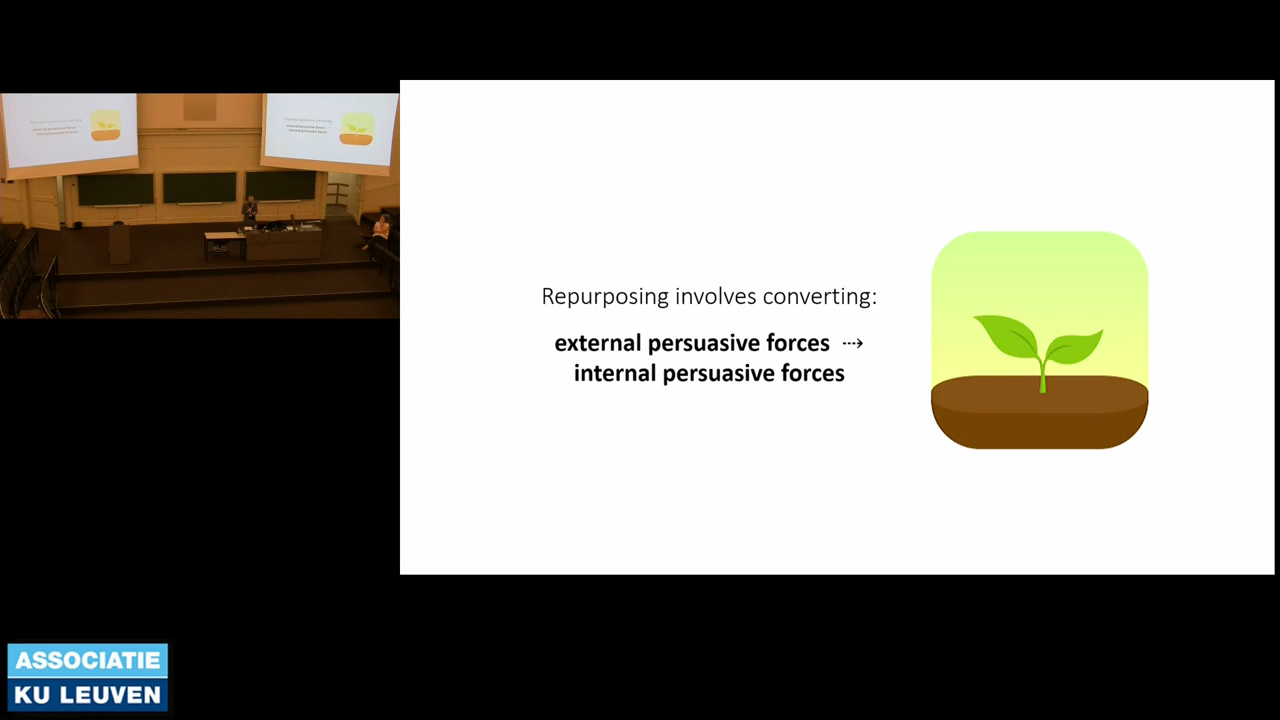 Repurposing involves converting:
external persuasive forces ⇢
internal persuasive forces
ASSOCIATIE
KU LEUVEN